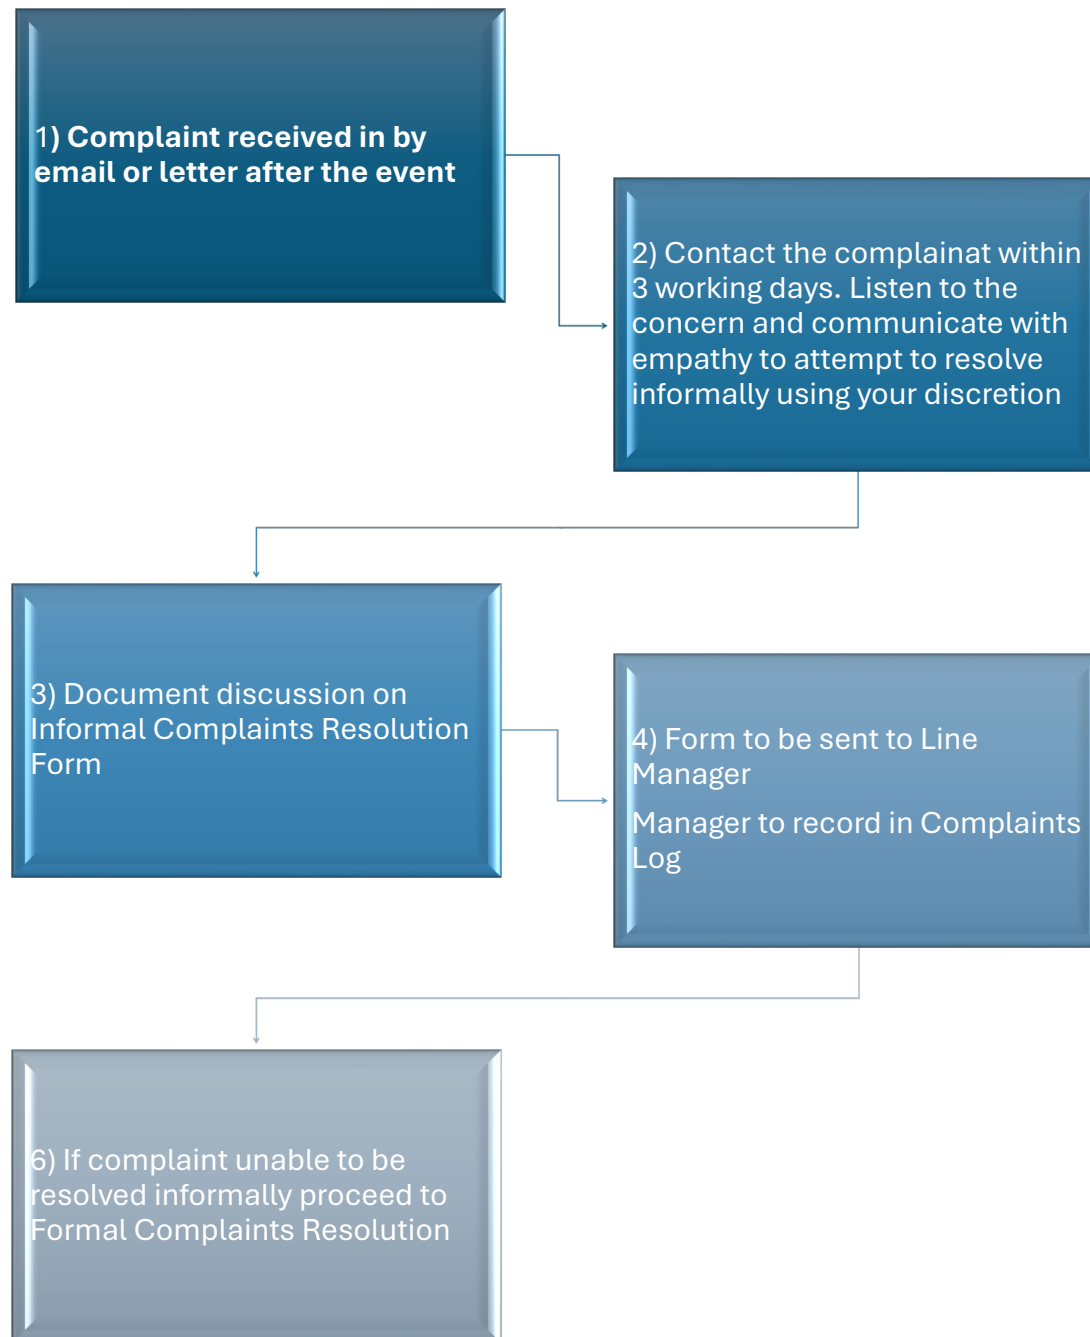 1) Complaint received in by
email or letter after the event
2) Contact the complainat within
3 working days. Listen to the
concern and communicate with
empathy to attempt to resolve
informally using your discretion
3) Document discussion on
Informal Complaints Resolution
Form
4) Form to be sent to Line
Manager
Manager to record in Complaints
Log
6) If complaint unable to be
resolved informally proceed to
Formal Complaints Resolution